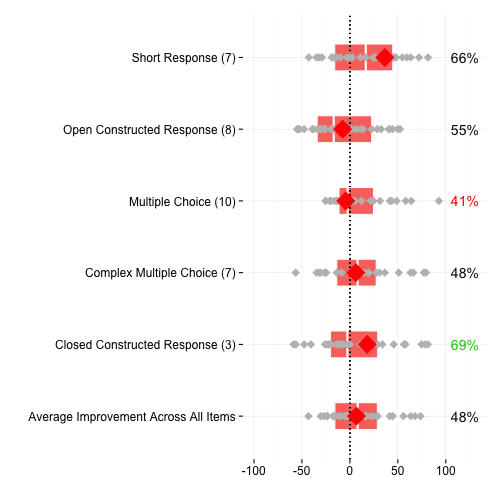 Short Response (7) 66%
Open Constructed Response (8) 55%
Multiple Choice (10) 41%
Complex Multiple Choice (7) 48%
Closed Constructed Response (3) 69%
Average Improvement Across All Items 48%
-100 -50 0 50 100